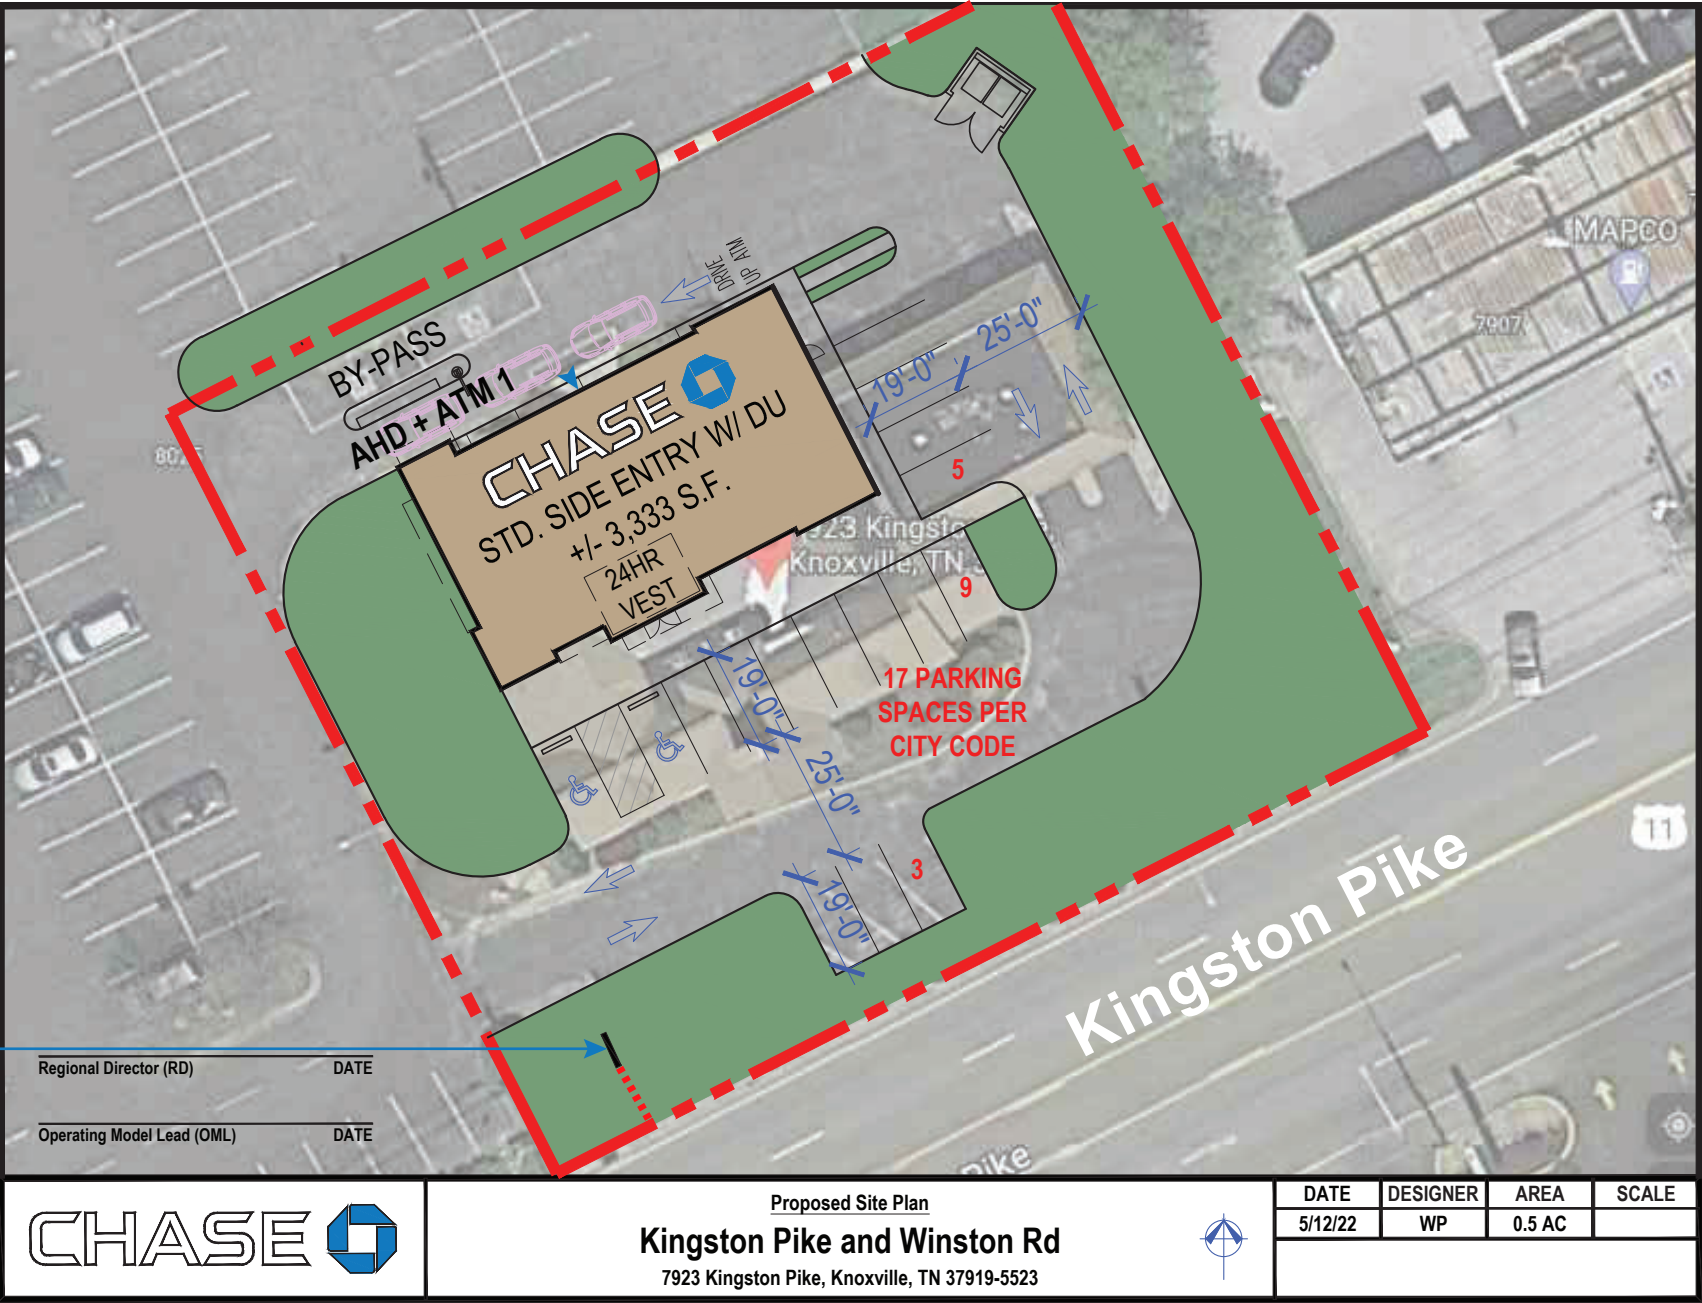 MAPCO
7907
DRIVE
UP ATM
BY-PASS
AHD + ATM 1
CHASE
STD. SIDE ENTRY W/ DU
+/- 3,333 S.F.
24HR
VEST
19'-0"
25'-0"
5
Knoxville, TN
9
17 PARKING
SPACES PER
CITY CODE
19'-0"
25'-0"
19'-0"
3
11
Kingston Pike
Pike
Regional Director (RD) DATE
Operating Model Lead (OML) DATE
CHASE
Proposed Site Plan
Kingston Pike and Winston Rd
7923 Kingston Pike, Knoxville, TN 37919-5523
DATE DESIGNER AREA SCALE
5/12/22 WP 0.5 AC